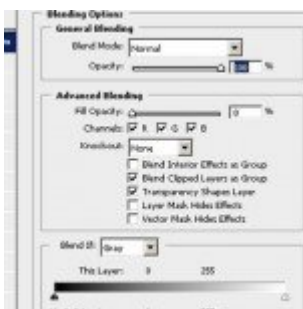 Blending Options
General Blending
Blend Mode: Normal
Opacity: 100 %
Advanced Blending
Fill Opacity: 0 %
Channels: R G B
Knockout: None
Blend Interior Effects as Group
Blend Clipped Layers as Group
Transparency Shapes Layer
Layer Mask Hides Effects
Vector Mask Hides Effects
Blend If: Gray
This Layer: 0 255